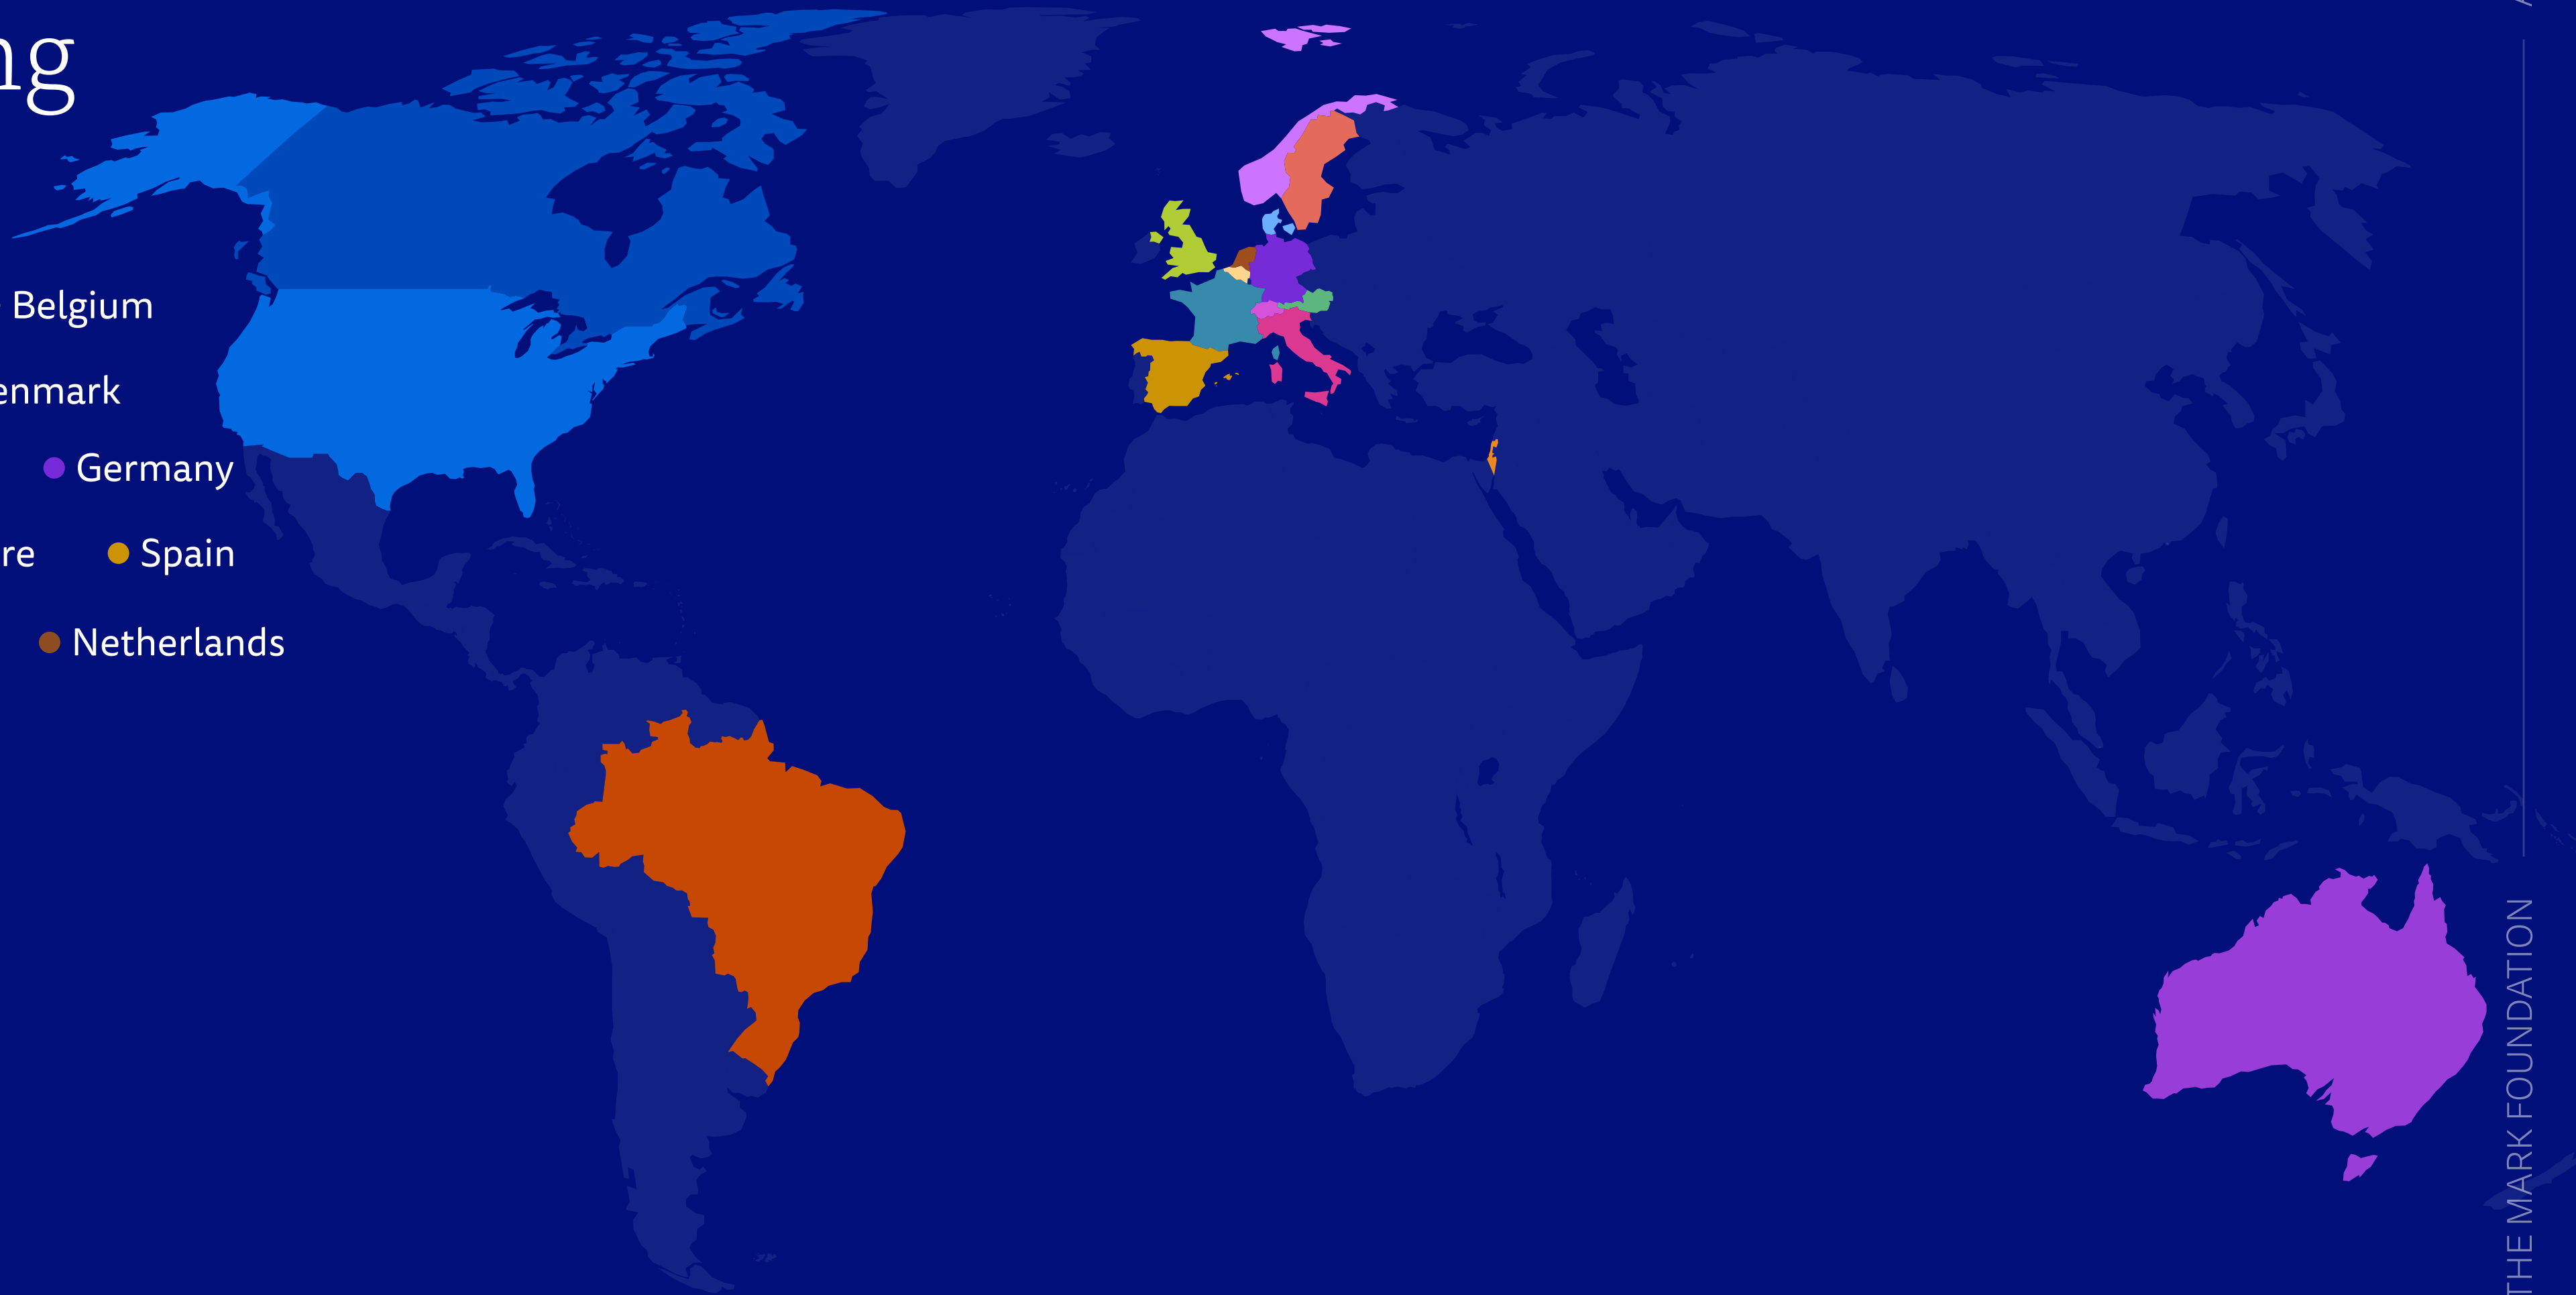 ng
Belgium
enmark
Germany
re Spain
Netherlands
THE MARK FOUNDATION